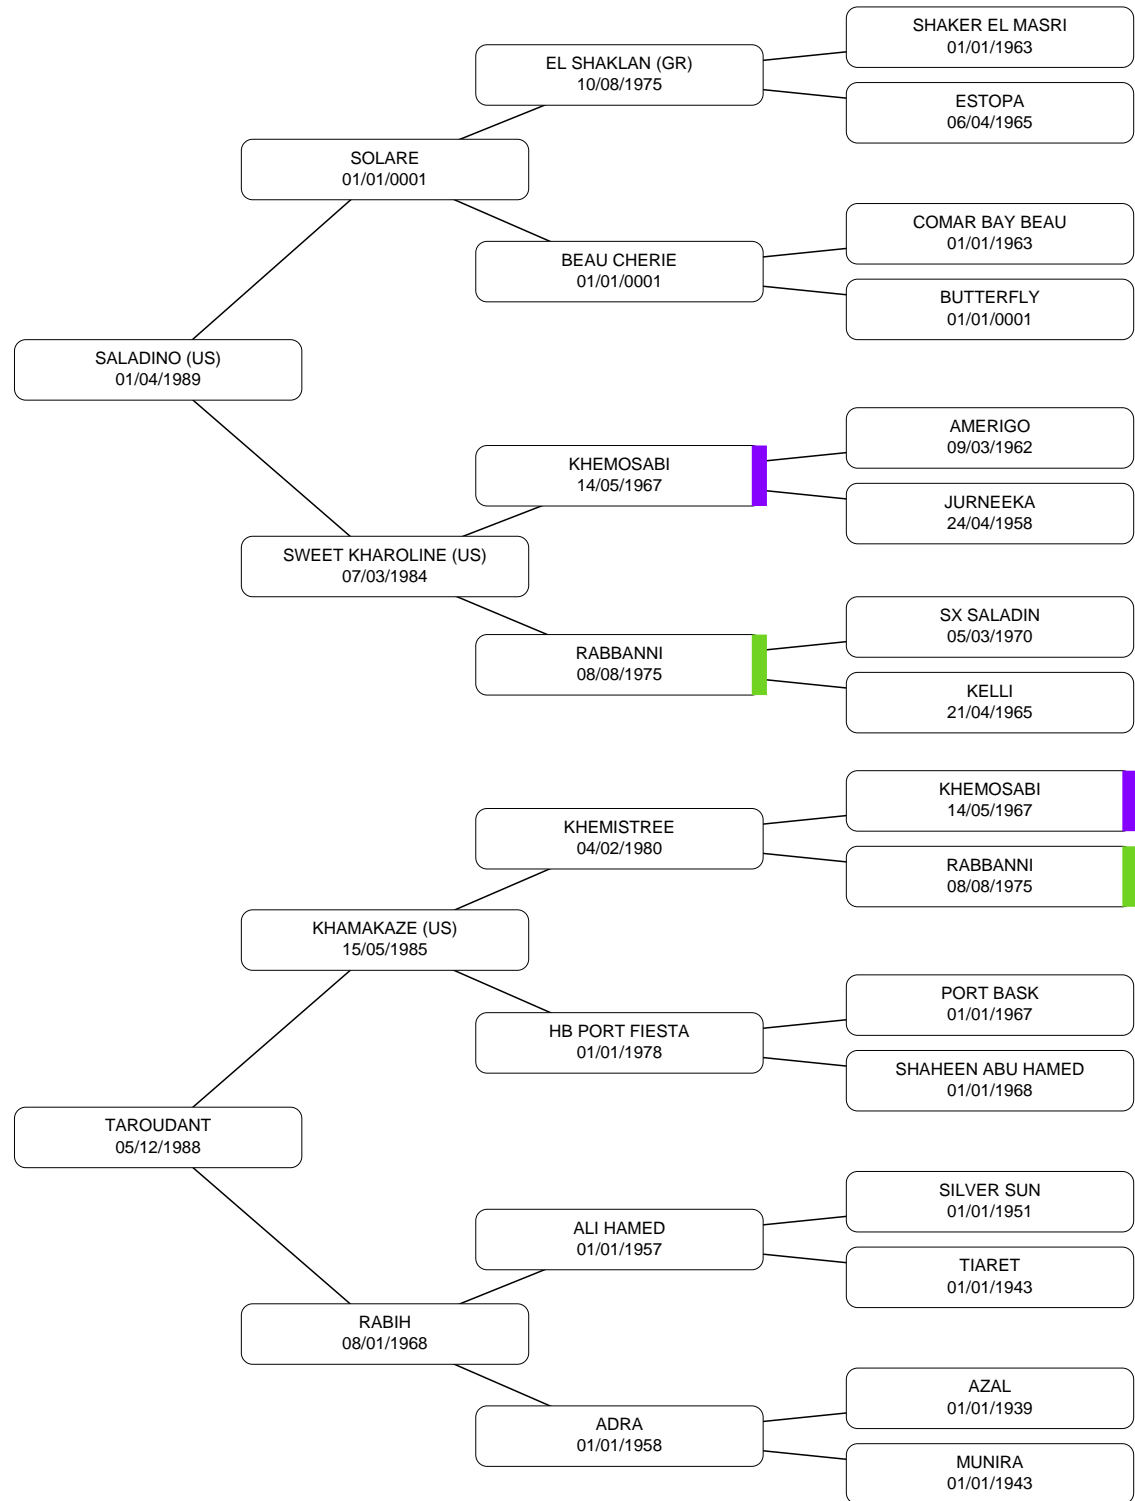 SHAKER EL MASRI
01/01/1963
EL SHAKLAN (GR)
10/08/1975
ESTOPA
06/04/1965
SOLARE
01/01/0001
COMAR BAY BEAU
01/01/1963
BEAU CHERIE
01/01/0001
BUTTERFLY
01/01/0001
SALADINO (US)
01/04/1989
AMERIGO
09/03/1962
KHEMOSABI
14/05/1967
JURNEEKA
24/04/1958
SWEET KHAROLINE (US)
07/03/1984
SX SALADIN
05/03/1970
RABBANNI
08/08/1975
KELLI
21/04/1965
KHEMOSABI
14/05/1967
KHEMISTREE
04/02/1980
RABBANNI
08/08/1975
KHAMAKAZE (US)
15/05/1985
PORT BASK
01/01/1967
HB PORT FIESTA
01/01/1978
SHAHEEN ABU HAMED
01/01/1968
TAROUDANT
05/12/1988
SILVER SUN
01/01/1951
ALI HAMED
01/01/1957
TIARET
01/01/1943
RABIH
08/01/1968
AZAL
01/01/1939
ADRA
01/01/1958
MUNIRA
01/01/1943